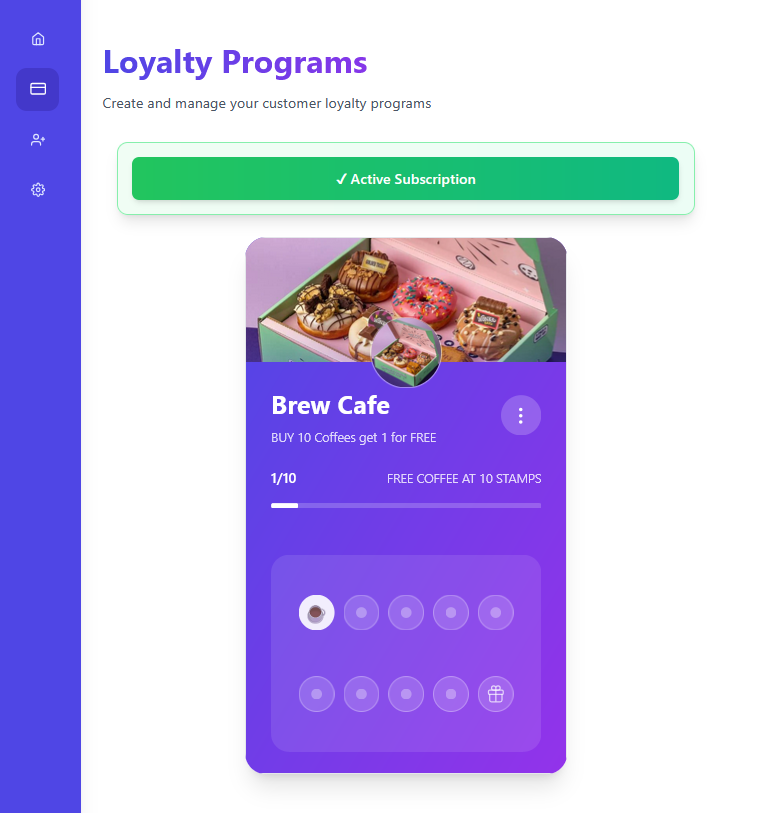 Loyalty Programs
Create and manage your customer loyalty programs
✓ Active Subscription
Brew Cafe
BUY 10 Coffees get 1 for FREE
1/10
FREE COFFEE AT 10 STAMPS